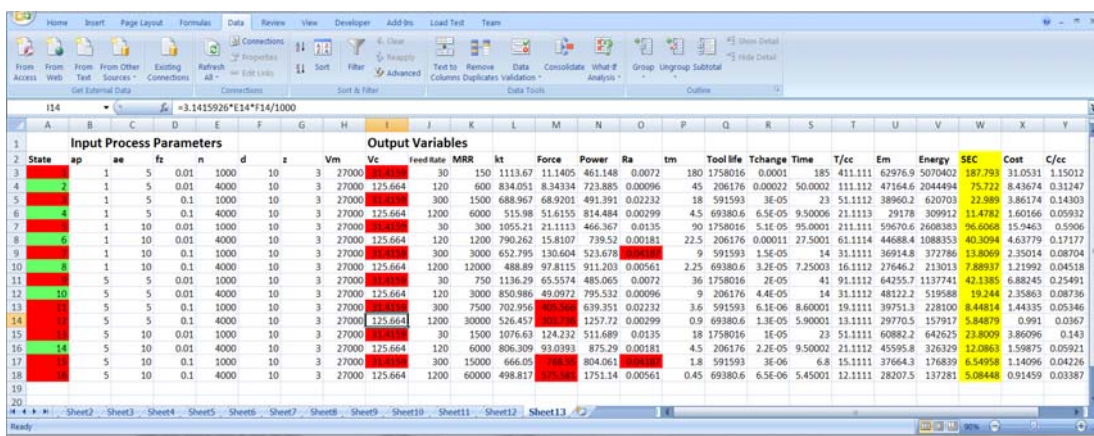 Home Insert Page Layout Formulas Data Review View Developer Add-Ins Load Test Team
From Access From Web From Text From Other Sources Existing Connections Refresh All Connections Properties Edit Links Sort Filter Clear Reapply Advanced Text to Columns Remove Duplicates Data Validation Consolidate What-If Analysis Group Ungroup Subtotal Show Detail Hide Detail
Get External Data Connections Sort & Filter Data Tools Outline
I14 fx =3.1415926*E14*F14/1000
A B C D E F G H I J K L M N O P Q R S T U V W X Y
1 Input Process Parameters Output Variables
2 State ap ae fz n d z Vm Vc Feed Rate MRR kt Force Power Ra tm Tool life Tchange Time T/cc Em Energy SEC Cost C/cc
3 1 5 0.01 1000 10 3 27000 31.4159 30 150 1113.67 11.1405 461.148 0.0072 180 1758016 0.0001 185 411.111 62976.9 5070402 187.793 31.0531 1.15012
4 2 1 5 0.01 4000 10 3 27000 125.664 120 600 834.051 8.34334 723.885 0.00096 45 206176 0.00022 50.0002 111.112 47164.6 2044494 75.722 8.43674 0.31247
5 1 5 0.1 1000 10 3 27000 31.4159 300 1500 688.967 68.9201 491.391 0.02232 18 591593 3E-05 23 51.1112 38960.2 620703 22.989 3.86174 0.14303
6 4 1 5 0.1 4000 10 3 27000 125.664 1200 6000 515.98 51.6155 814.484 0.00299 4.5 69380.6 6.5E-05 9.50006 21.1113 29178 309912 11.4782 1.60166 0.05932
7 1 10 0.01 1000 10 3 27000 31.4159 30 300 1055.21 21.1113 466.367 0.0135 90 1758016 5.1E-05 95.0001 211.111 59670.6 2608383 96.6068 15.9463 0.5906
8 6 1 10 0.01 4000 10 3 27000 125.664 120 1200 790.262 15.8107 739.52 0.00181 22.5 206176 0.00011 27.5001 61.1114 44688.4 1088353 40.3094 4.63779 0.17177
9 1 10 0.1 1000 10 3 27000 31.4159 300 3000 652.795 130.604 523.678 0.04187 9 591593 1.5E-05 14 31.1111 36914.8 372786 13.8069 2.35014 0.08704
10 8 1 10 0.1 4000 10 3 27000 125.664 1200 12000 488.89 97.8115 911.203 0.00561 2.25 69380.6 3.2E-05 7.25003 16.1112 27646.2 213013 7.88937 1.21992 0.04518
11 5 5 0.01 1000 10 3 27000 31.4159 30 750 1136.29 65.5574 485.065 0.0072 36 1758016 2E-05 41 91.1112 64255.7 1137741 42.1385 6.88245 0.25491
12 10 5 5 0.01 4000 10 3 27000 125.664 120 3000 850.986 49.0972 795.532 0.00096 9 206176 4.4E-05 14 31.1112 48122.2 519588 19.244 2.35863 0.08736
13 5 5 0.1 1000 10 3 27000 31.4159 300 7500 702.956 405.566 639.351 0.02232 3.6 591593 6.1E-06 8.60001 19.1111 39751.3 228100 8.44814 1.44335 0.05346
14 5 5 0.1 4000 10 3 27000 125.664 1200 30000 526.457 303.736 1257.72 0.00299 0.9 69380.6 1.3E-05 5.90001 13.1111 29770.5 157917 5.84879 0.991 0.0367
15 5 10 0.01 1000 10 3 27000 31.4159 30 1500 1076.63 124.232 511.689 0.0135 18 1758016 1E-05 23 51.1111 60882.2 642625 23.8009 3.86096 0.143
16 14 5 10 0.01 4000 10 3 27000 125.664 120 6000 806.309 93.0393 875.29 0.00181 4.5 206176 2.2E-05 9.50002 21.1112 45595.8 326329 12.0863 1.59875 0.05921
17 5 10 0.1 1000 10 3 27000 31.4159 300 15000 666.05 768.55 804.061 0.04187 1.8 591593 3E-06 6.8 15.1111 37664.3 176839 6.54958 1.14096 0.04226
18 5 10 0.1 4000 10 3 27000 125.664 1200 60000 498.817 575.581 1751.14 0.00561 0.45 69380.6 6.5E-06 5.45001 12.1111 28207.5 137281 5.08448 0.91459 0.03387
19
20
Sheet2 Sheet3 Sheet4 Sheet5 Sheet6 Sheet7 Sheet8 Sheet9 Sheet10 Sheet11 Sheet12 Sheet13
Ready 90%